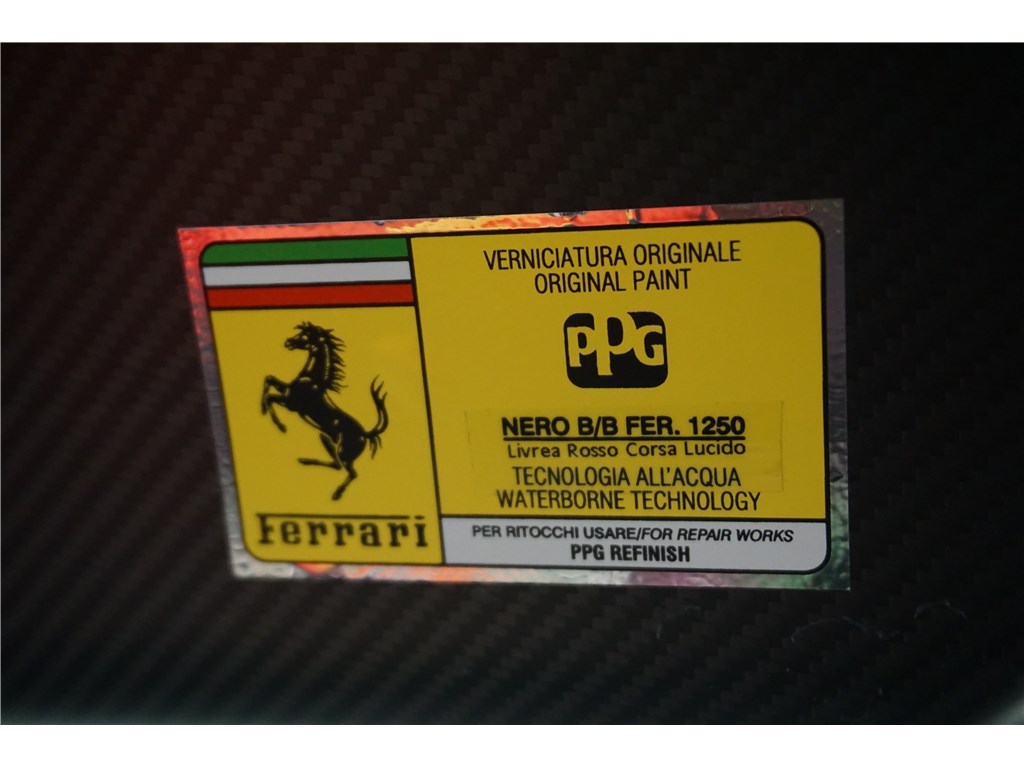 VERNICIATURA ORIGINALE
ORIGINAL PAINT
PPG
NERO B/B FER. 1250
Livrea Rosso Corsa Lucido
TECNOLOGIA ALL'ACQUA
WATERBORNE TECHNOLOGY
Ferrari
PER RITOCCHI USARE/FOR REPAIR WORKS
PPG REFINISH